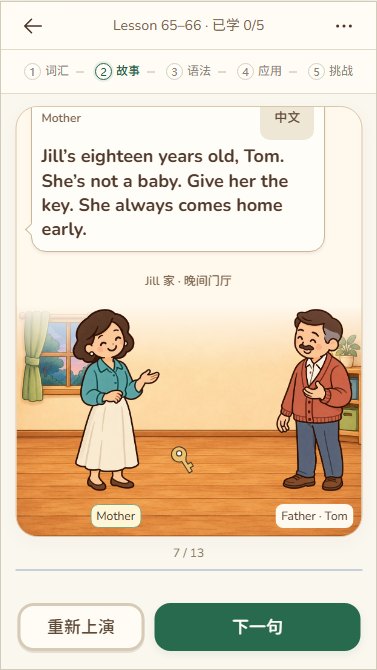 Lesson 65–66 · 已学 0/5
1 词汇 — 2 故事 — 3 语法 — 4 应用 — 5 挑战
Mother
中文
Jill’s eighteen years old, Tom.
She’s not a baby. Give her the
key. She always comes home
early.
Jill 家 · 晚间门厅
Mother
Father · Tom
7 / 13
重新上演
下一句